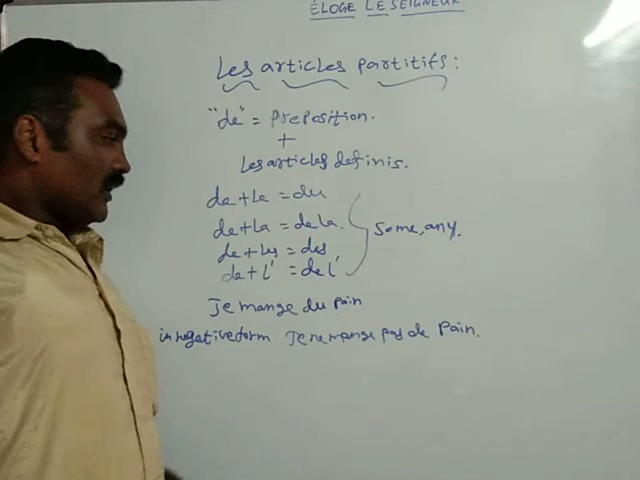 ÉLOGE LE SEIGNEUR
Les articles partitifs:
"de" = preposition.
+
Les articles definis.
de + Le = du
de + La = de La.
de + Les = des
de + L' = de L'
Some, any.
Je mange du pain
in negative form Je ne mange pas de Pain.